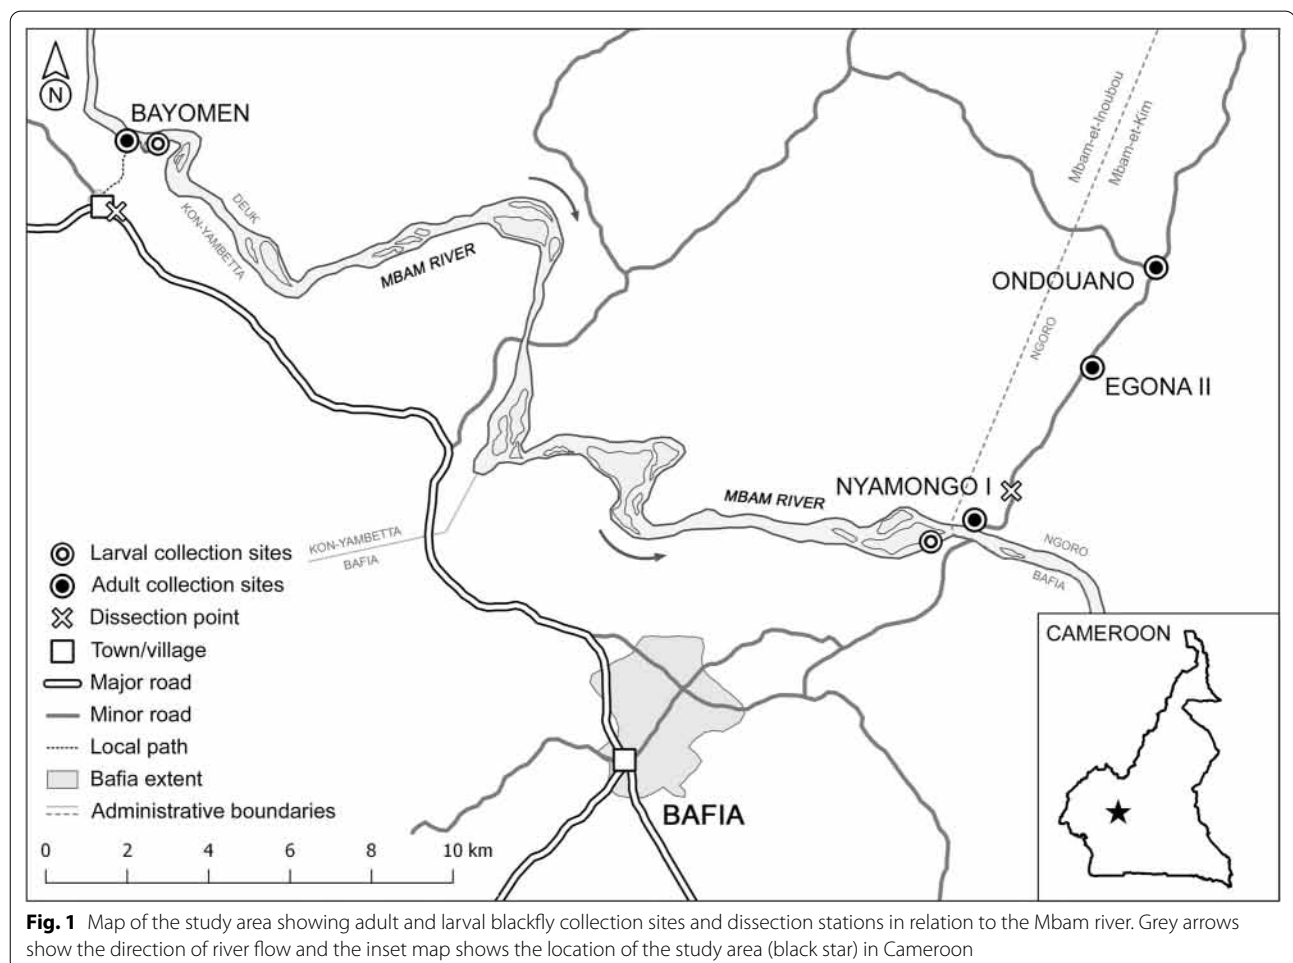 N
BAYOMEN
DEUK
KON-YAMBETTA
MBAM RIVER
Mbam-et-Inoubou
Mbam-et-Kim
ONDOUANO
NGORO
EGONA II
NYAMONGO I
MBAM RIVER
KON-YAMBETTA
BAFIA
NGORO
BAFIA
Larval collection sites
Adult collection sites
Dissection point
Town/village
Major road
Minor road
Local path
Bafia extent
Administrative boundaries
0 2 4 6 8 10 km
BAFIA
CAMEROON
Fig. 1 Map of the study area showing adult and larval blackfly collection sites and dissection stations in relation to the Mbam river. Grey arrows
show the direction of river flow and the inset map shows the location of the study area (black star) in Cameroon